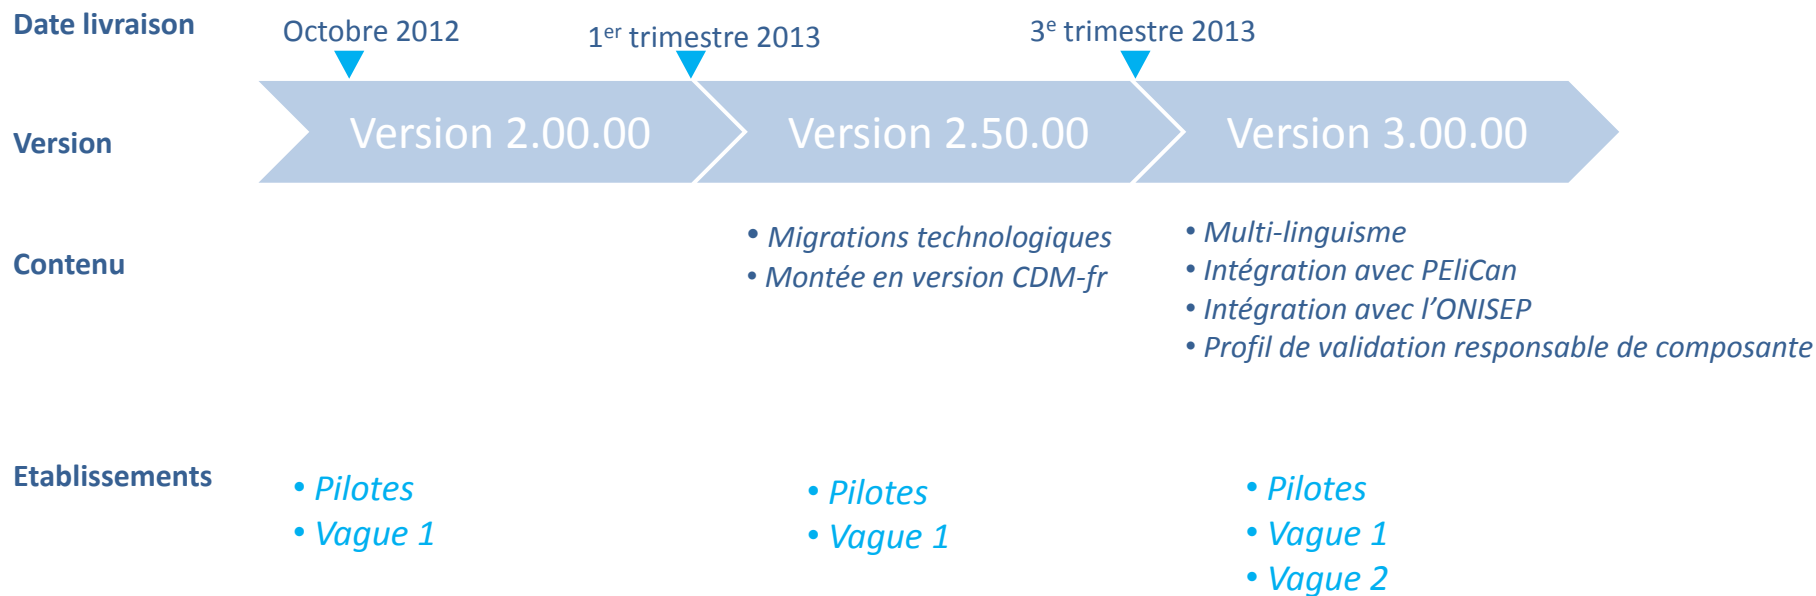 Date livraison
Octobre 2012
1er trimestre 2013
3e trimestre 2013
Version
Version 2.00.00
Version 2.50.00
Version 3.00.00
Contenu
• Migrations technologiques
• Montée en version CDM-fr
• Multi-linguisme
• Intégration avec PEliCan
• Intégration avec l’ONISEP
• Profil de validation responsable de composante
Etablissements
• Pilotes
• Vague 1
• Pilotes
• Vague 1
• Pilotes
• Vague 1
• Vague 2